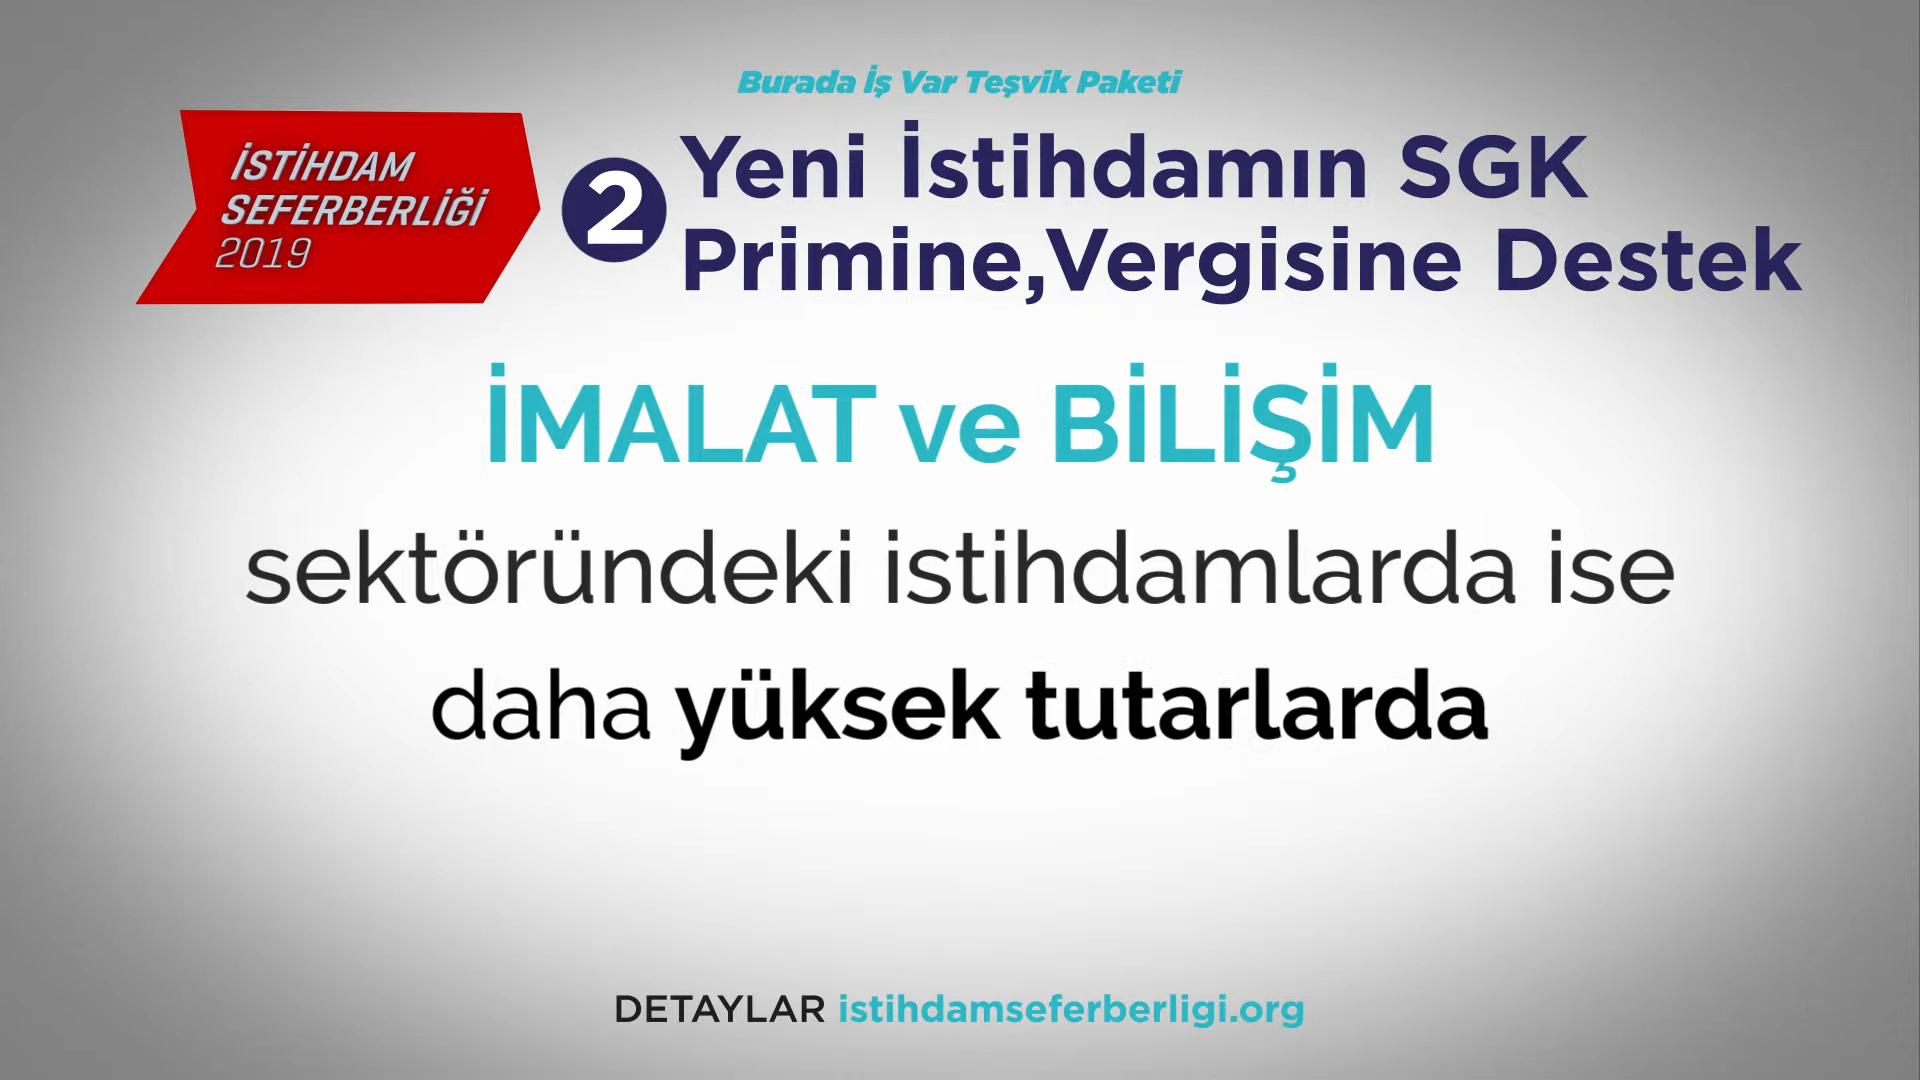 Burada İş Var Teşvik Paketi
İSTİHDAM
SEFERBERLİĞİ
2019
2
Yeni İstihdamın SGK
Primine,Vergisine Destek
İMALAT ve BİLİŞİM
sektöründeki istihdamlarda ise
daha yüksek tutarlarda
DETAYLAR istihdamseferberligi.org